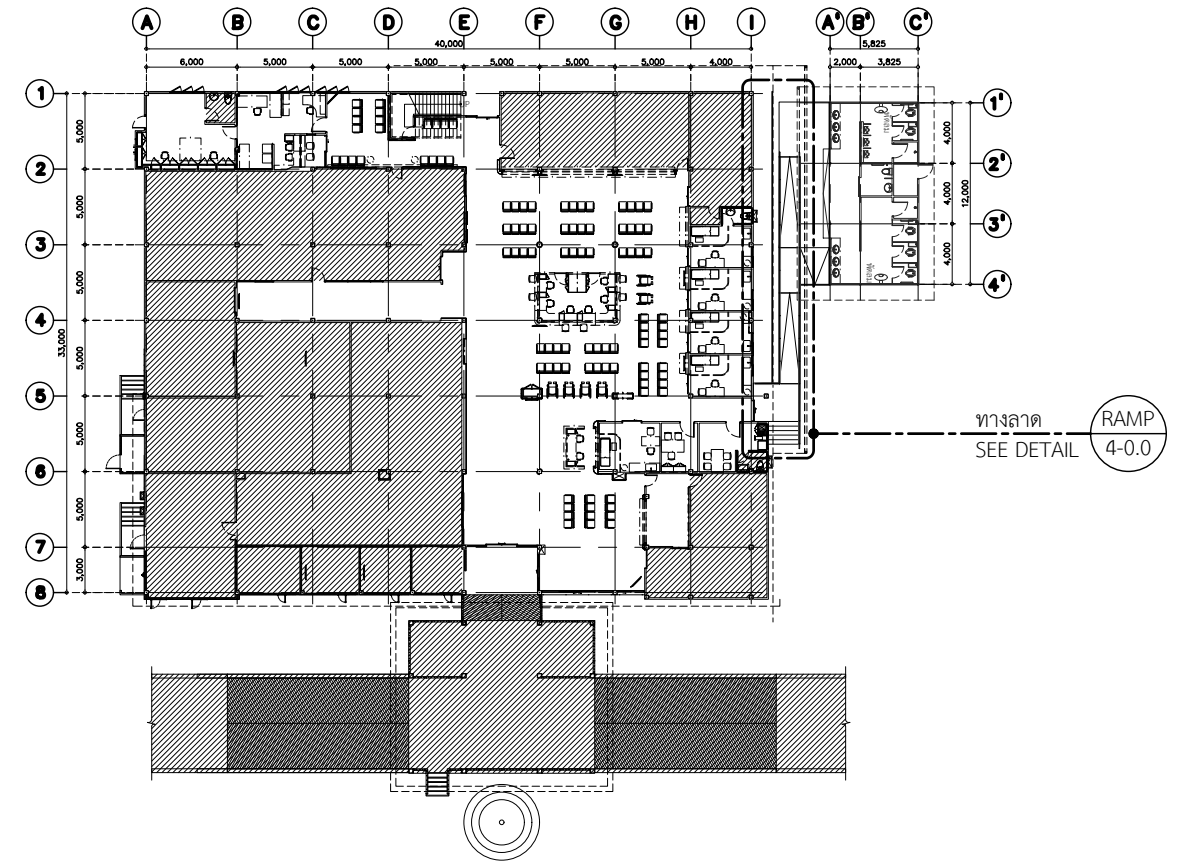 A B C D E F G H I A' B' C'
40,000 5,825
6,000 5,000 5,000 5,000 5,000 5,000 5,000 4,000 2,000 3,825
1 1'
5,000 4,000
UP
2 2'
5,000 4,000 12,000
3 3'
5,000 4,000
4 4'
33,000
5,000
5
ทางลาด RAMP
5,000
SEE DETAIL 4-0.0
6
5,000
7
3,000
8